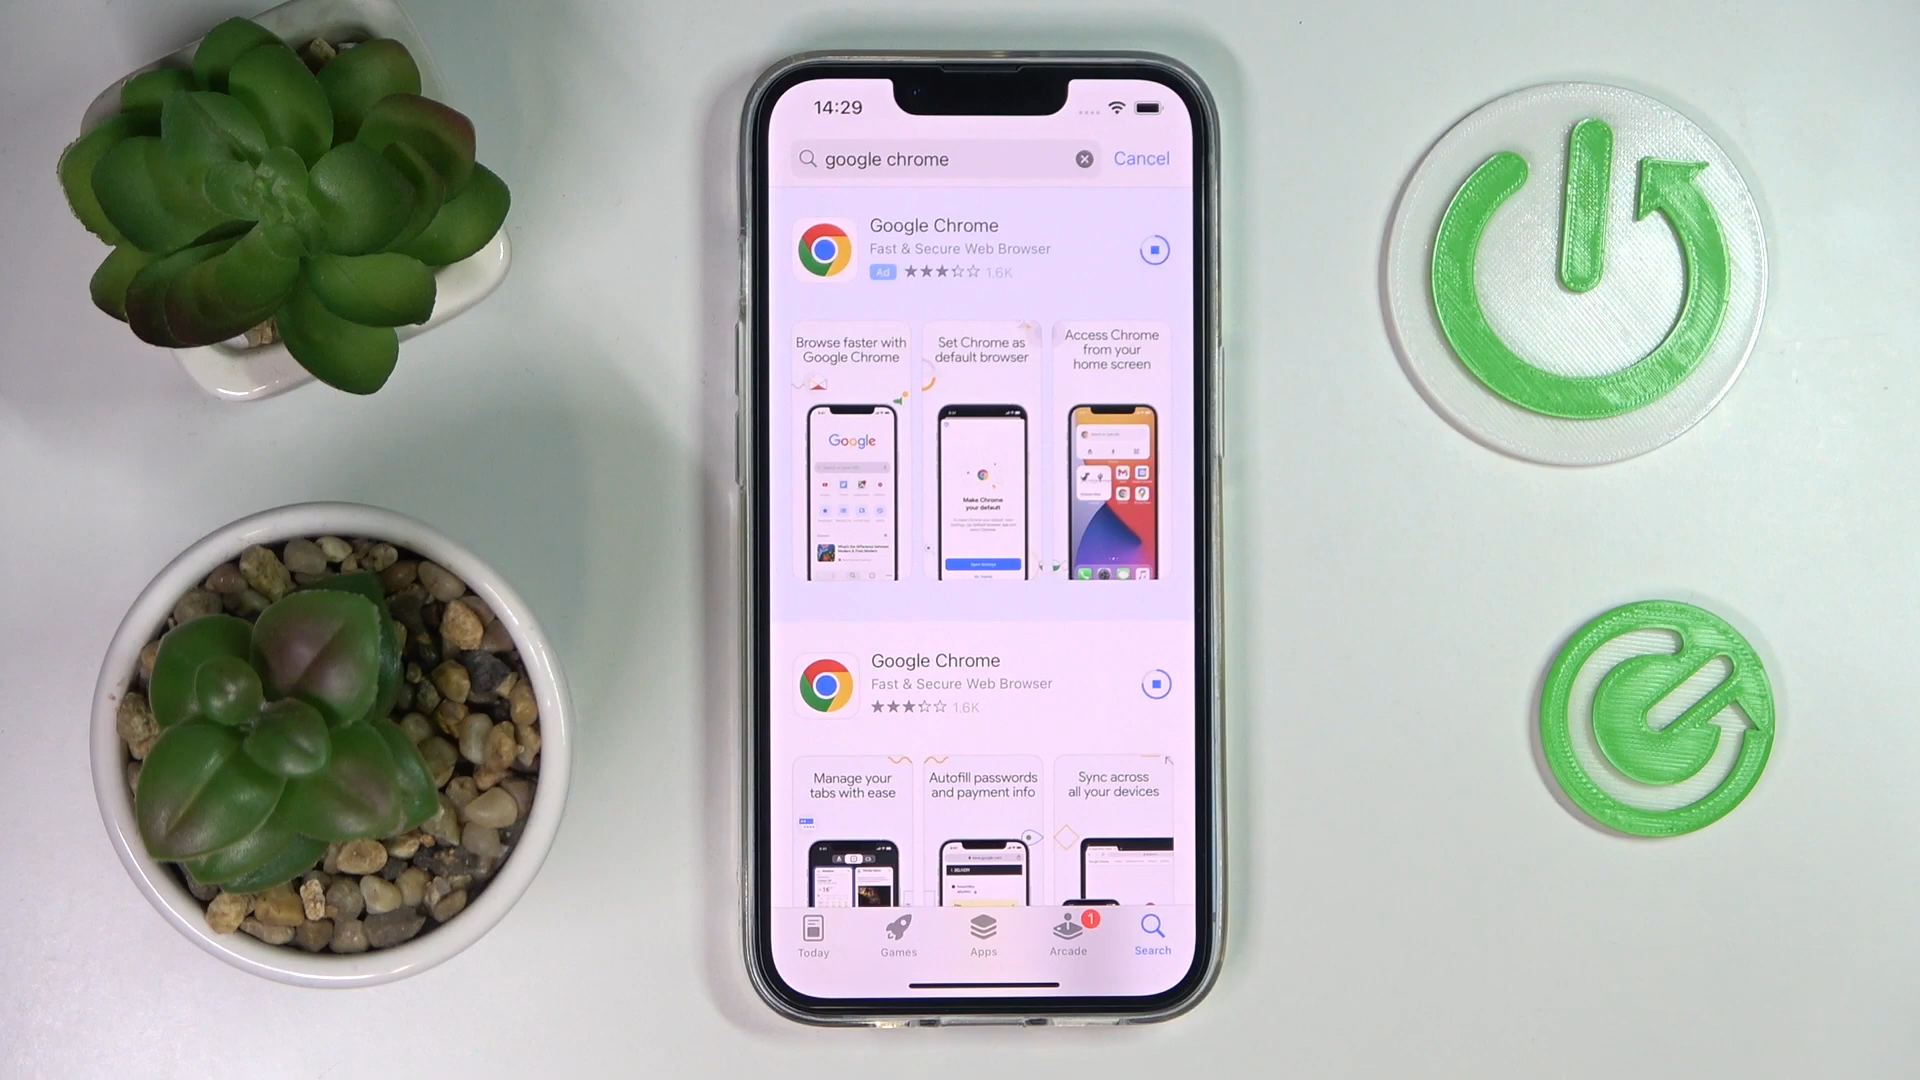 14:29
google chrome
Cancel
Google Chrome
Fast & Secure Web Browser
Ad
1.6K
Browse faster with
Google Chrome
Set Chrome as
default browser
Access Chrome
from your
home screen
Google
Make Chrome
your default
Google Chrome
Fast & Secure Web Browser
1.6K
Manage your
tabs with ease
Autofill passwords
and payment info
Sync across
all your devices
Today
Games
Apps
Arcade
1
Search